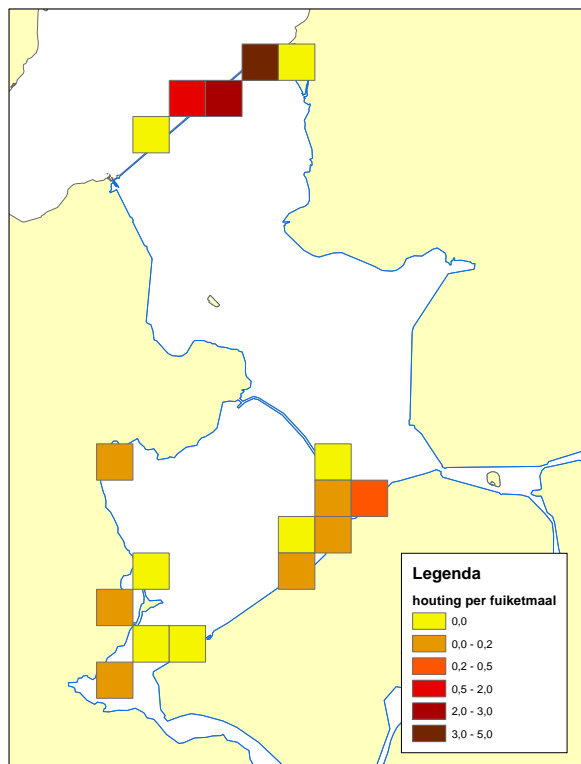 Legenda
houting per fuiketmaal
0,0
0,0 - 0,2
0,2 - 0,5
0,5 - 2,0
2,0 - 3,0
3,0 - 5,0